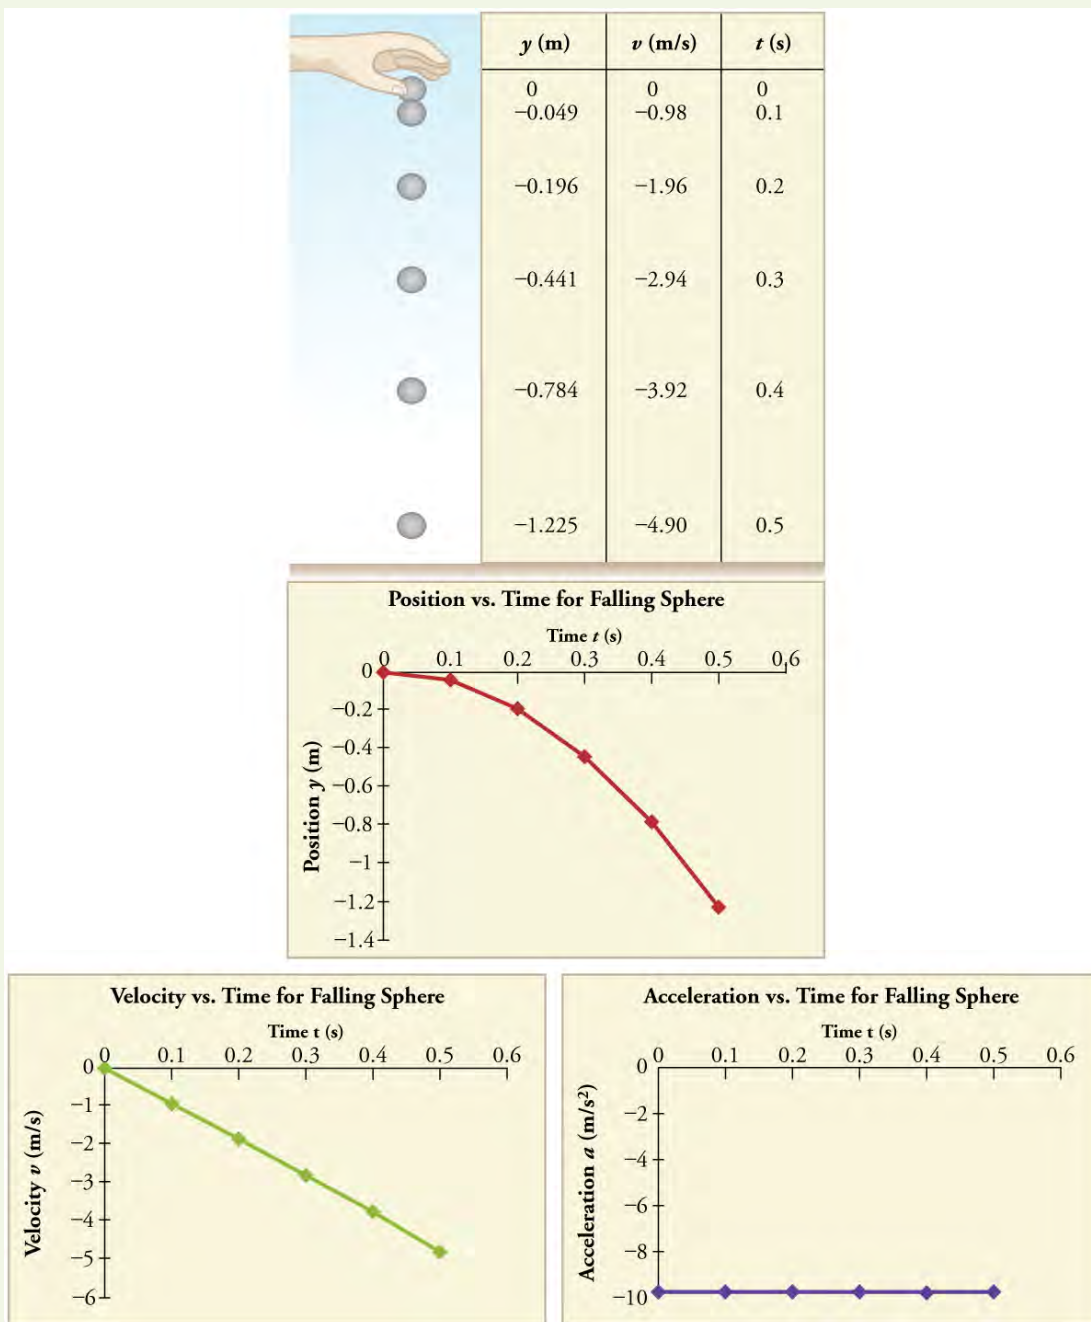 y (m) v (m/s) t (s)
0 0 0
−0.049 −0.98 0.1
−0.196 −1.96 0.2
−0.441 −2.94 0.3
−0.784 −3.92 0.4
−1.225 −4.90 0.5
Position vs. Time for Falling Sphere
Time t (s)
0 0.1 0.2 0.3 0.4 0.5 0.6
0
−0.2
−0.4
−0.6
−0.8
−1
−1.2
−1.4
Position y (m)
Velocity vs. Time for Falling Sphere
Time t (s)
0 0.1 0.2 0.3 0.4 0.5 0.6
0
−1
−2
−3
−4
−5
−6
Velocity v (m/s)
Acceleration vs. Time for Falling Sphere
Time t (s)
0 0.1 0.2 0.3 0.4 0.5 0.6
0
−2
−4
−6
−8
−10
Acceleration a (m/s²)